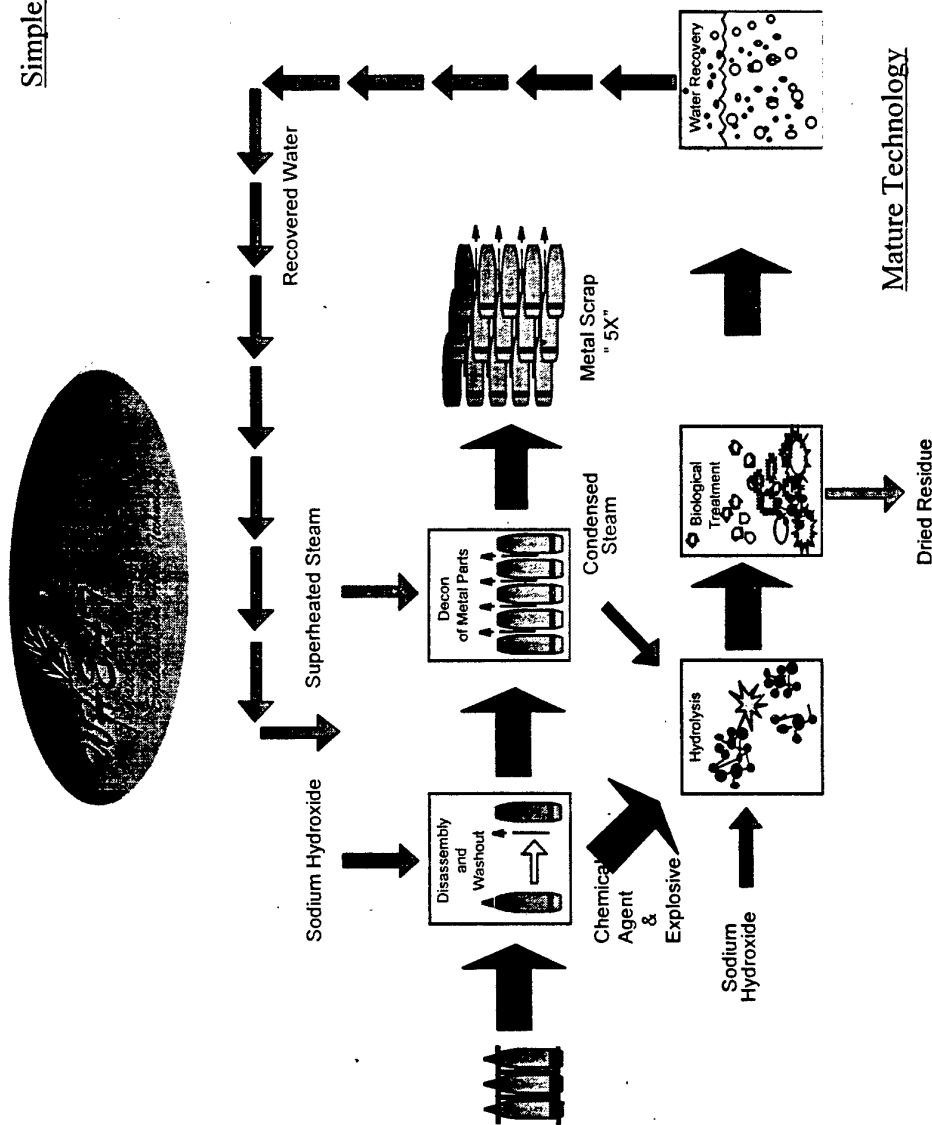 Simple
Recovered Water
Superheated Steam
Sodium Hydroxide
Disassembly
and
Washout
Decon
of Metal Parts
Metal Scrap
" 5X"
Condensed
Steam
Chemical
Agent
&
Explosive
Sodium
Hydroxide
Hydrolysis
Biological
Treatment
Water Recovery
Dried Residue
Mature Technology